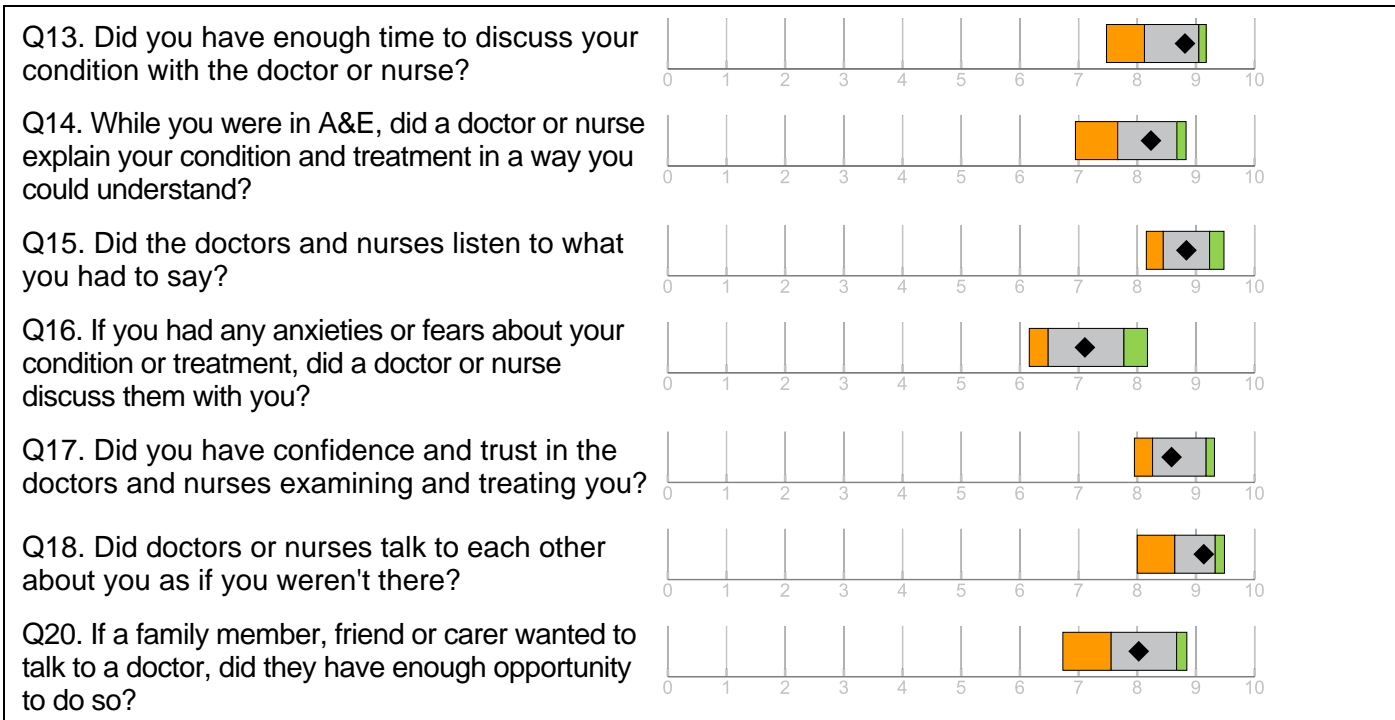 Q13. Did you have enough time to discuss your
condition with the doctor or nurse?
0 1 2 3 4 5 6 7 8 9 10
Q14. While you were in A&E, did a doctor or nurse
explain your condition and treatment in a way you
could understand?
0 1 2 3 4 5 6 7 8 9 10
Q15. Did the doctors and nurses listen to what
you had to say?
0 1 2 3 4 5 6 7 8 9 10
Q16. If you had any anxieties or fears about your
condition or treatment, did a doctor or nurse
discuss them with you?
0 1 2 3 4 5 6 7 8 9 10
Q17. Did you have confidence and trust in the
doctors and nurses examining and treating you?
0 1 2 3 4 5 6 7 8 9 10
Q18. Did doctors or nurses talk to each other
about you as if you weren't there?
0 1 2 3 4 5 6 7 8 9 10
Q20. If a family member, friend or carer wanted to
talk to a doctor, did they have enough opportunity
to do so?
0 1 2 3 4 5 6 7 8 9 10